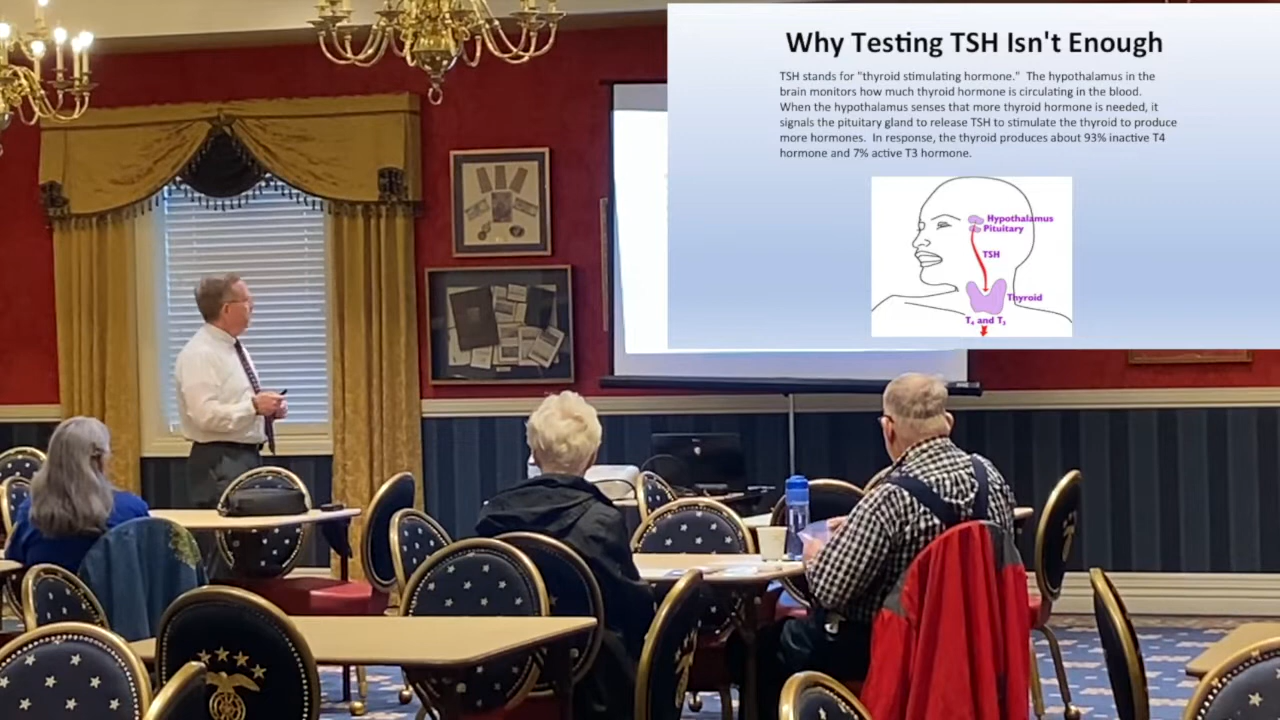 Why Testing TSH Isn't Enough
TSH stands for "thyroid stimulating hormone." The hypothalamus in the
brain monitors how much thyroid hormone is circulating in the blood.
When the hypothalamus senses that more thyroid hormone is needed, it
signals the pituitary gland to release TSH to stimulate the thyroid to produce
more hormones. In response, the thyroid produces about 93% inactive T4
hormone and 7% active T3 hormone.
Hypothalamus
Pituitary
TSH
Thyroid
T₄ and T₃